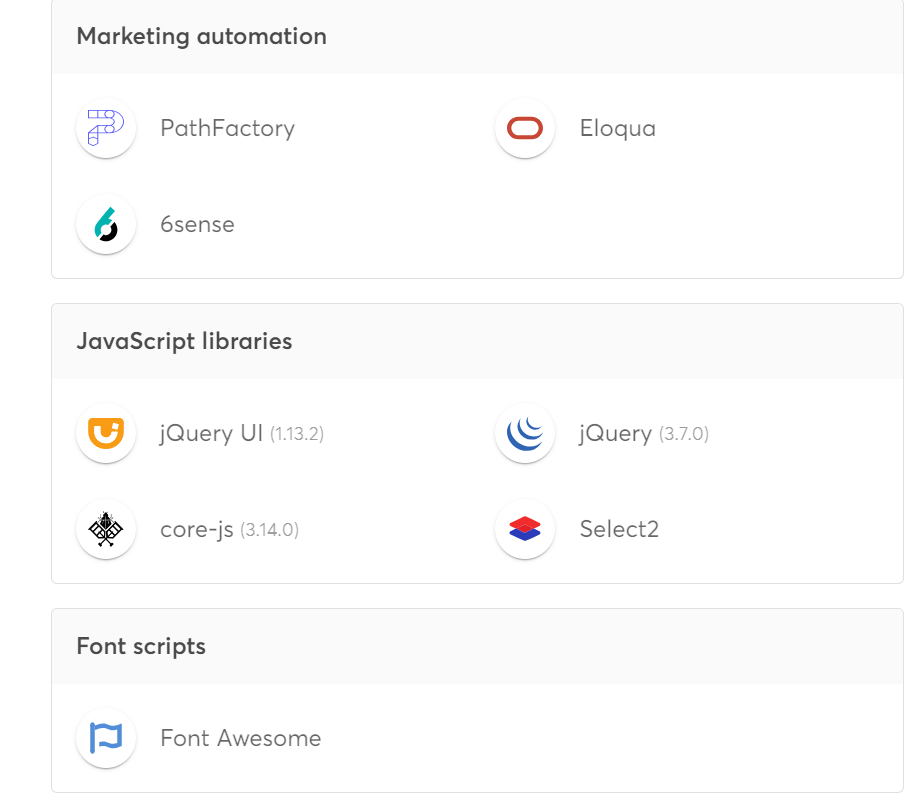 Marketing automation
PathFactory
Eloqua
6sense
JavaScript libraries
jQuery UI (1.13.2)
jQuery (3.7.0)
core-js (3.14.0)
Select2
Font scripts
Font Awesome